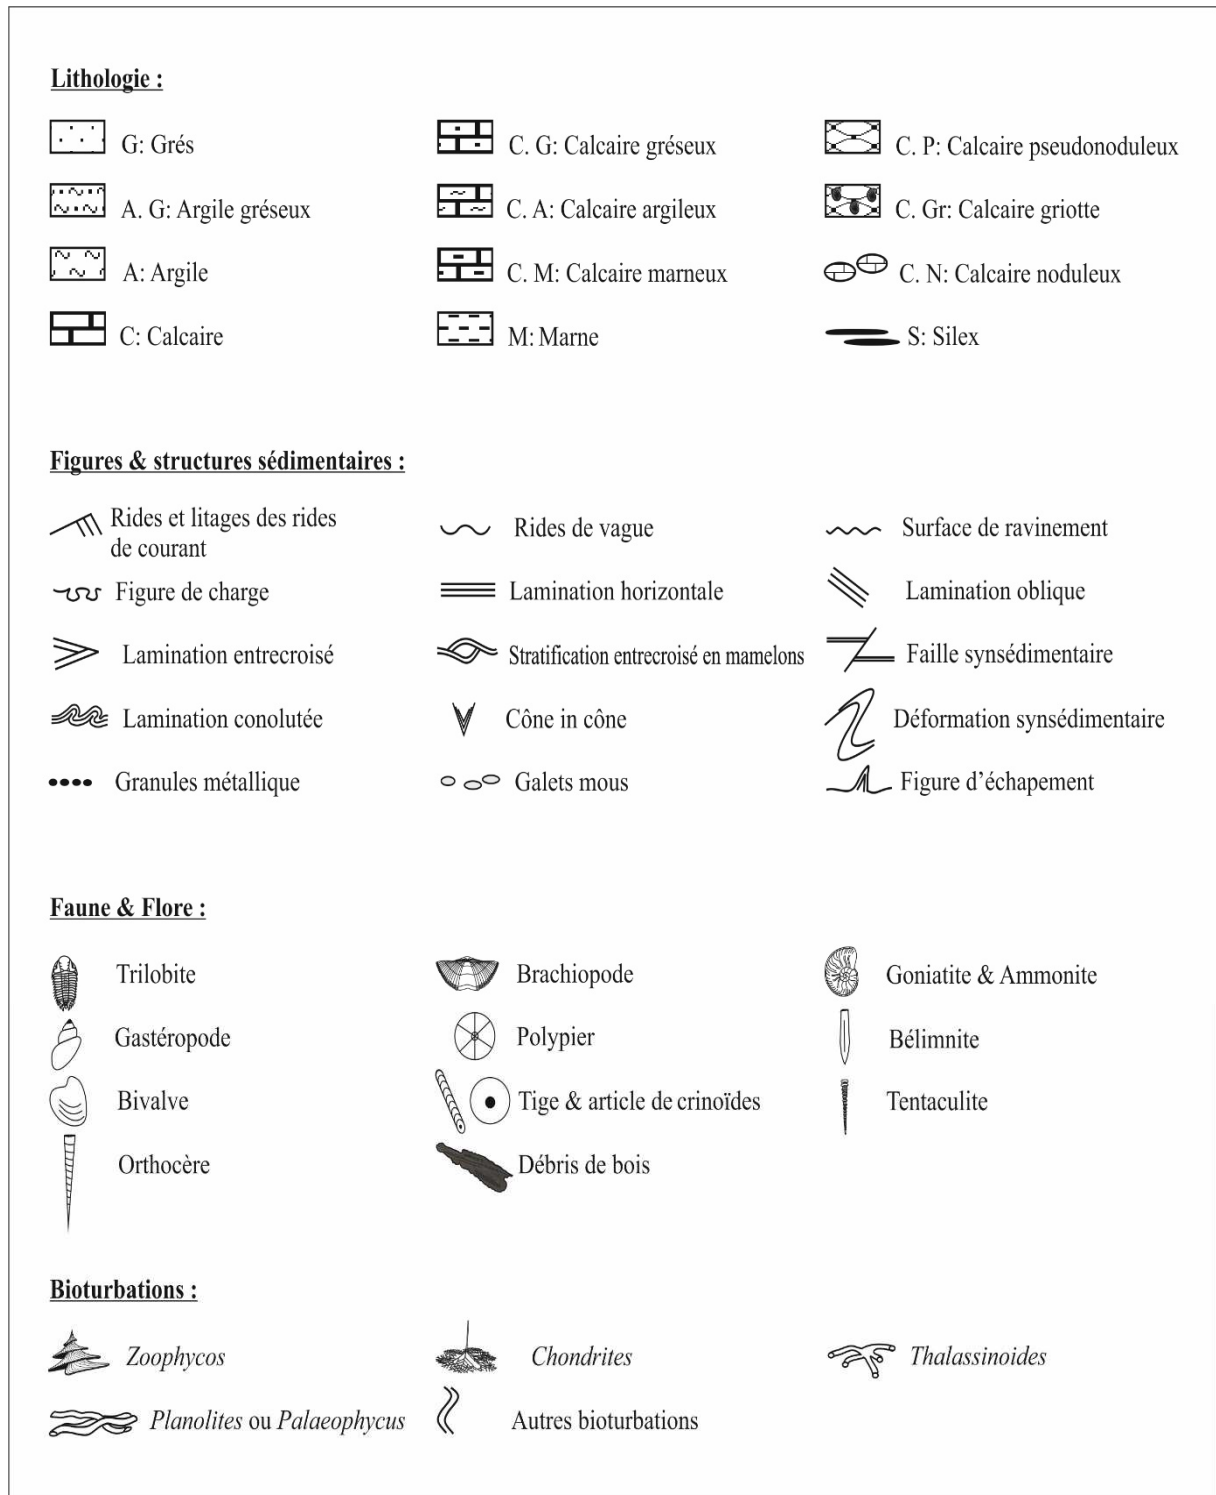 Lithologie :
G: Grés
C. G: Calcaire gréseux
C. P: Calcaire pseudonoduleux
A. G: Argile gréseux
C. A: Calcaire argileux
C. Gr: Calcaire griotte
A: Argile
C. M: Calcaire marneux
C. N: Calcaire noduleux
C: Calcaire
M: Marne
S: Silex
Figures & structures sédimentaires :
Rides et litages des rides
de courant
Rides de vague
Surface de ravinement
Figure de charge
Lamination horizontale
Lamination oblique
Lamination entrecroisé
Stratification entrecroisé en mamelons
Faille synsédimentaire
Lamination conolutée
Cône in cône
Déformation synsédimentaire
Granules métallique
Galets mous
Figure d’échapement
Faune & Flore :
Trilobite
Brachiopode
Goniatite & Ammonite
Gastéropode
Polypier
Bélimnite
Bivalve
Tige & article de crinoïdes
Tentaculite
Orthocère
Débris de bois
Bioturbations :
Zoophycos
Chondrites
Thalassinoides
Planolites ou Palaeophycus
Autres bioturbations